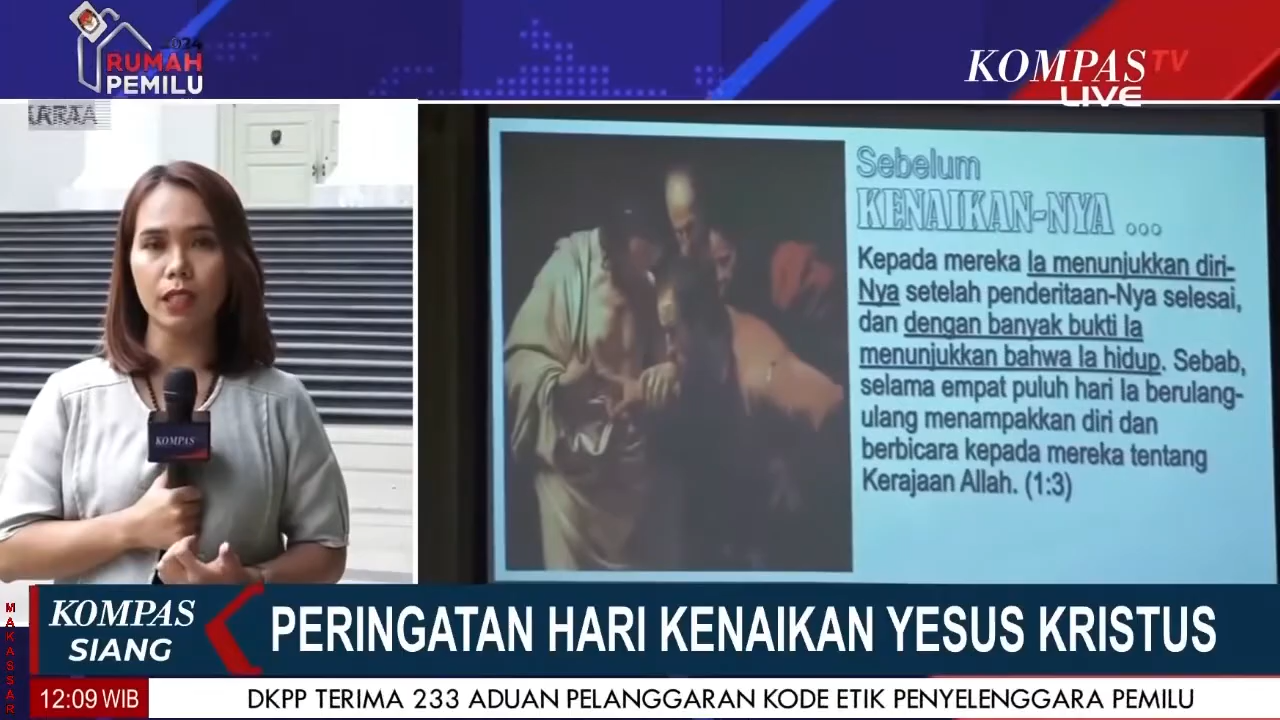 2024
RUMAH
PEMILU
KOMPAS TV
LIVE
Sebelum
KENAIKAN-NYA ...
Kepada mereka Ia menunjukkan diri-
Nya setelah penderitaan-Nya selesai,
dan dengan banyak bukti Ia
menunjukkan bahwa Ia hidup. Sebab,
selama empat puluh hari Ia berulang-
ulang menampakkan diri dan
berbicara kepada mereka tentang
Kerajaan Allah. (1:3)
KOMPAS
KOMPAS
SIANG
PERINGATAN HARI KENAIKAN YESUS KRISTUS
MAKASSAR
12:09 WIB
DKPP TERIMA 233 ADUAN PELANGGARAN KODE ETIK PENYELENGGARA PEMILU